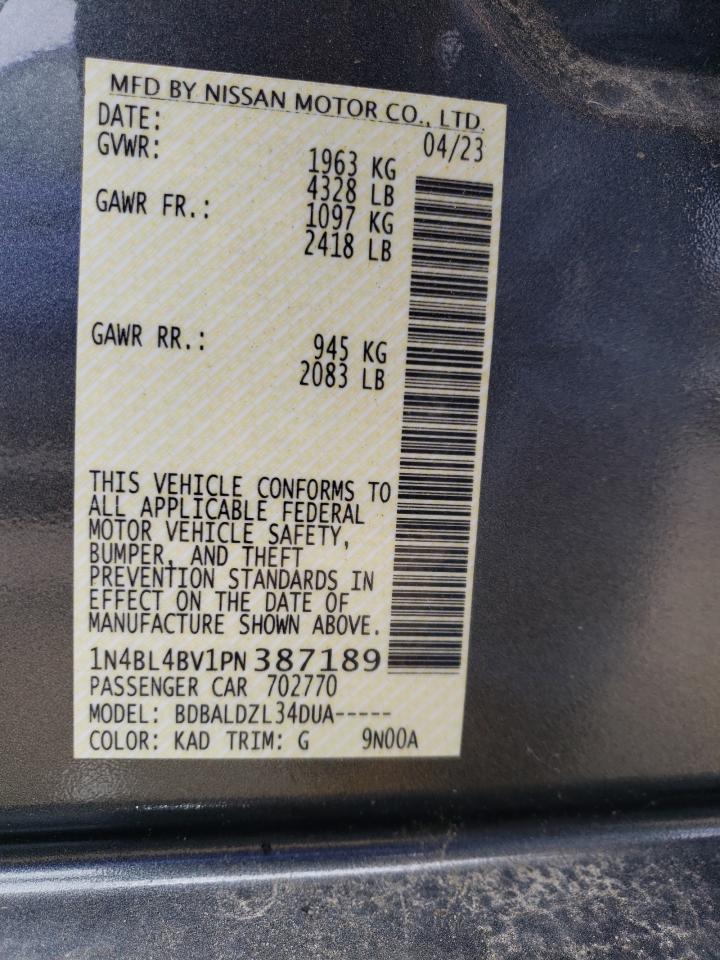 MFD BY NISSAN MOTOR CO., LTD.
DATE: 04/23
GVWR: 1963 KG
4328 LB
GAWR FR.: 1097 KG
2418 LB
GAWR RR.: 945 KG
2083 LB
THIS VEHICLE CONFORMS TO
ALL APPLICABLE FEDERAL
MOTOR VEHICLE SAFETY,
BUMPER, AND THEFT
PREVENTION STANDARDS IN
EFFECT ON THE DATE OF
MANUFACTURE SHOWN ABOVE.
1N4BL4BV1PN387189
PASSENGER CAR 702770
MODEL: BDBALDZL34DUA-----
COLOR: KAD TRIM: G 9N00A